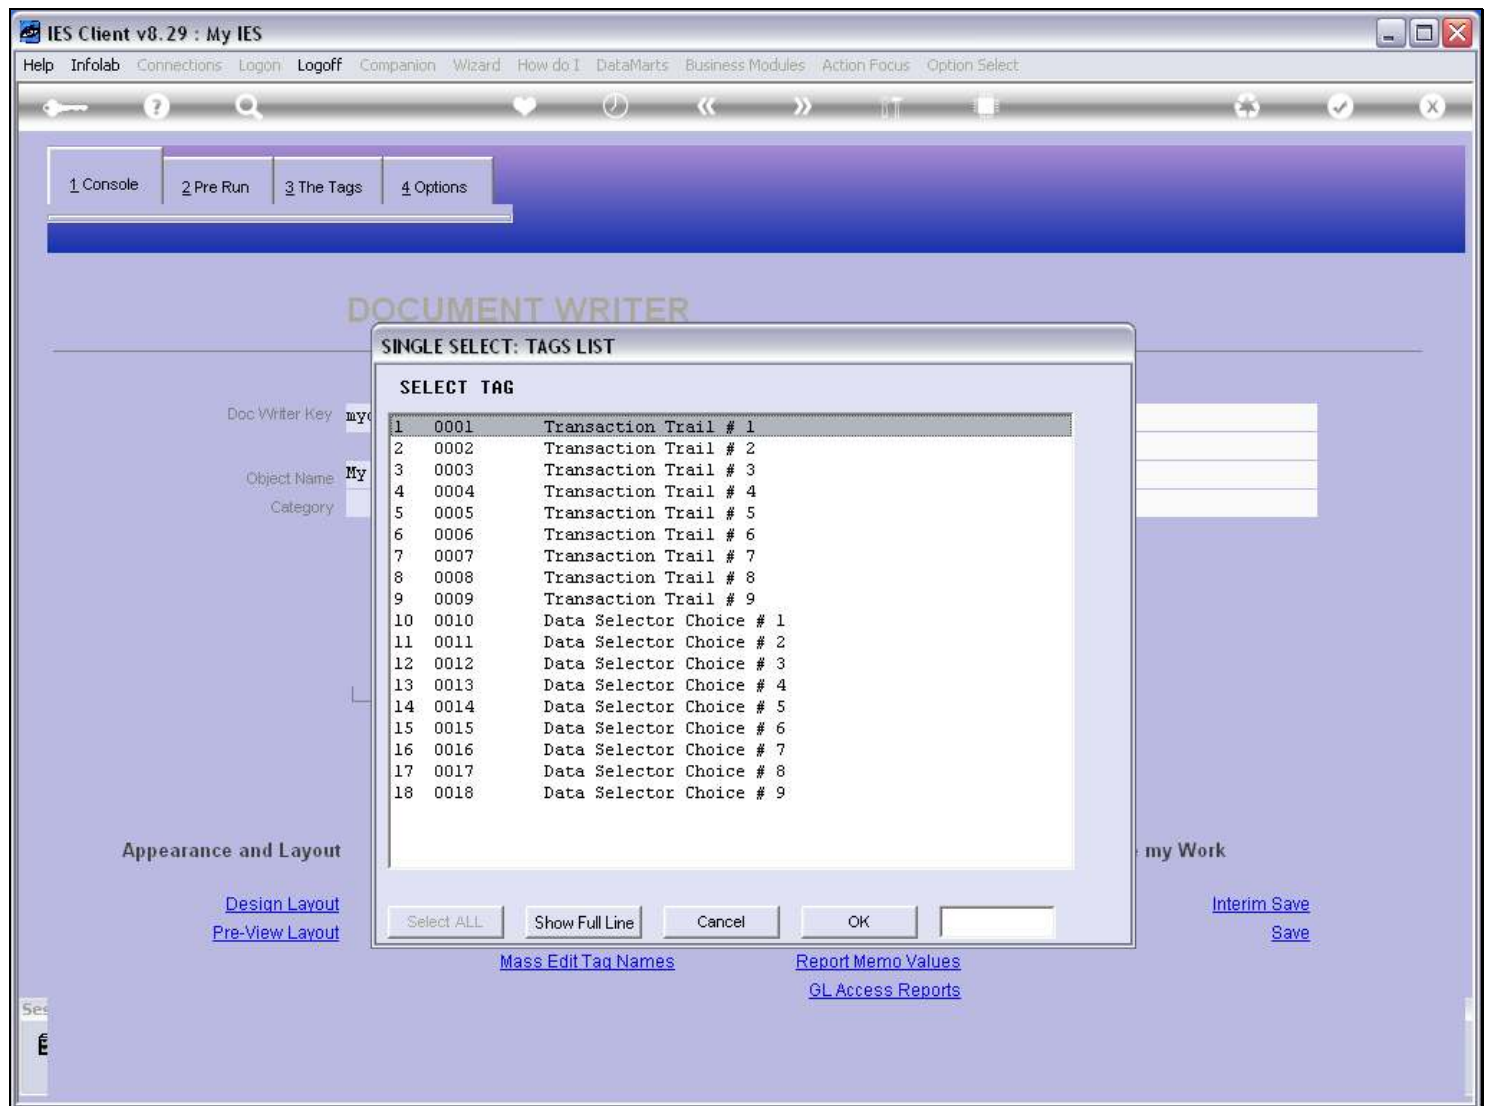 IES Client v8.29 : My IES
Help Infolab Connections Logon Logoff Companion Wizard How do I DataMarts Business Modules Action Focus Option Select
1 Console 2 Pre Run 3 The Tags 4 Options
DOCUMENT WRITER
SINGLE SELECT: TAGS LIST
SELECT TAG
Doc Writer Key
Object Name My
Category
1 0001 Transaction Trail # 1
2 0002 Transaction Trail # 2
3 0003 Transaction Trail # 3
4 0004 Transaction Trail # 4
5 0005 Transaction Trail # 5
6 0006 Transaction Trail # 6
7 0007 Transaction Trail # 7
8 0008 Transaction Trail # 8
9 0009 Transaction Trail # 9
10 0010 Data Selector Choice # 1
11 0011 Data Selector Choice # 2
12 0012 Data Selector Choice # 3
13 0013 Data Selector Choice # 4
14 0014 Data Selector Choice # 5
15 0015 Data Selector Choice # 6
16 0016 Data Selector Choice # 7
17 0017 Data Selector Choice # 8
18 0018 Data Selector Choice # 9
Appearance and Layout my Work
Design Layout Interim Save
Select ALL Show Full Line Cancel OK
Pre-View Layout Save
Mass Edit Tag Names Report Memo Values
GL Access Reports